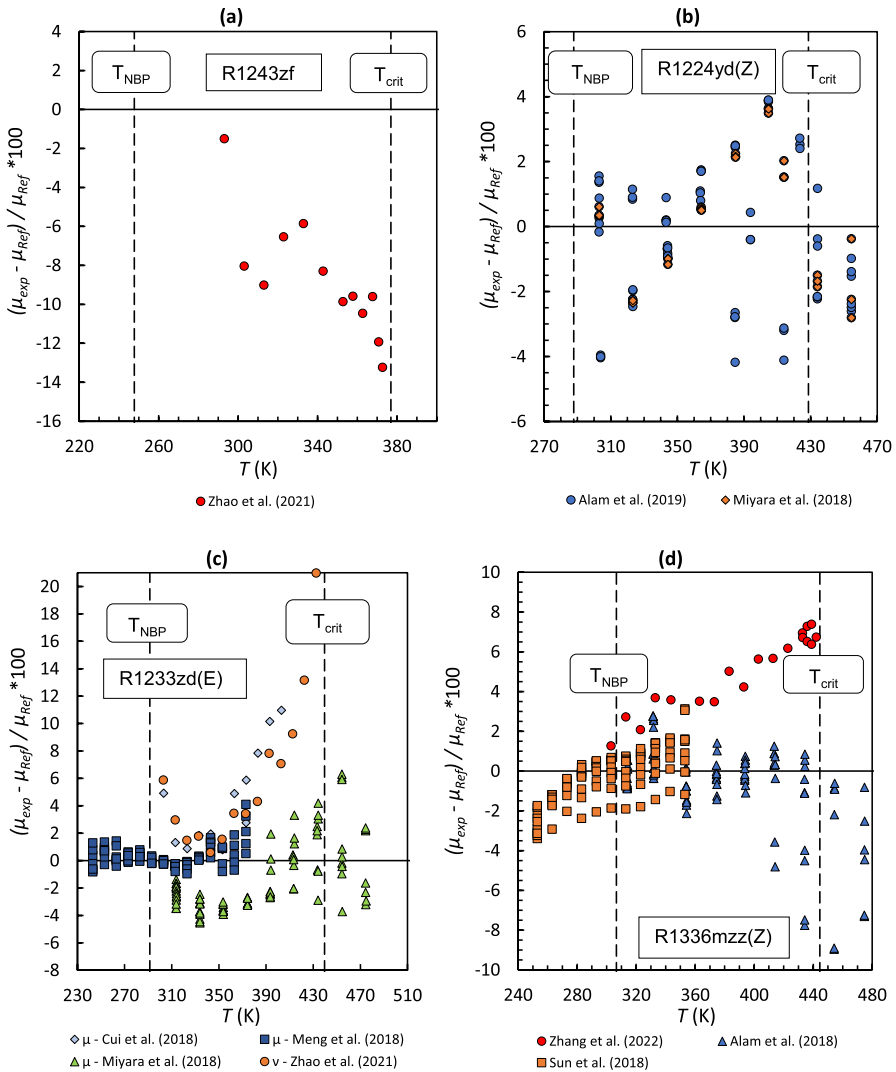 (a)
4
2
0
-2
-4
-6
-8
-10
-12
-14
-16
220
260
300
340
380
T_NBP
R1243zf
T_crit
(μ_exp - μ_Ref) / μ_Ref *100
T (K)
Zhao et al. (2021)
(b)
6
4
2
0
-2
-4
-6
270
310
350
390
430
470
T_NBP
R1224yd(Z)
T_crit
(μ_exp - μ_Ref) / μ_Ref *100
T (K)
Alam et al. (2019)
Miyara et al. (2018)
(c)
20
18
16
14
12
10
8
6
4
2
0
-2
-4
-6
-8
230
270
310
350
390
430
470
510
T_NBP
T_crit
R1233zd(E)
(μ_exp - μ_Ref) / μ_Ref *100
T (K)
μ - Cui et al. (2018)
μ - Meng et al. (2018)
μ - Miyara et al. (2018)
ν - Zhao et al. (2021)
(d)
10
8
6
4
2
0
-2
-4
-6
-8
-10
240
280
320
360
400
440
480
T_NBP
T_crit
R1336mzz(Z)
(μ_exp - μ_Ref) / μ_Ref *100
T (K)
Zhang et al. (2022)
Alam et al. (2018)
Sun et al. (2018)